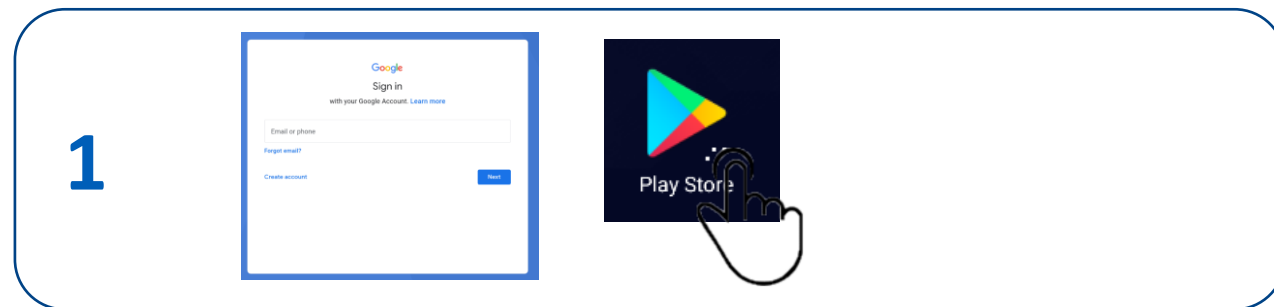 1
Google
Sign in
with your Google Account. Learn more
Email or phone
Forgot email?
Create account
Next
Play Store